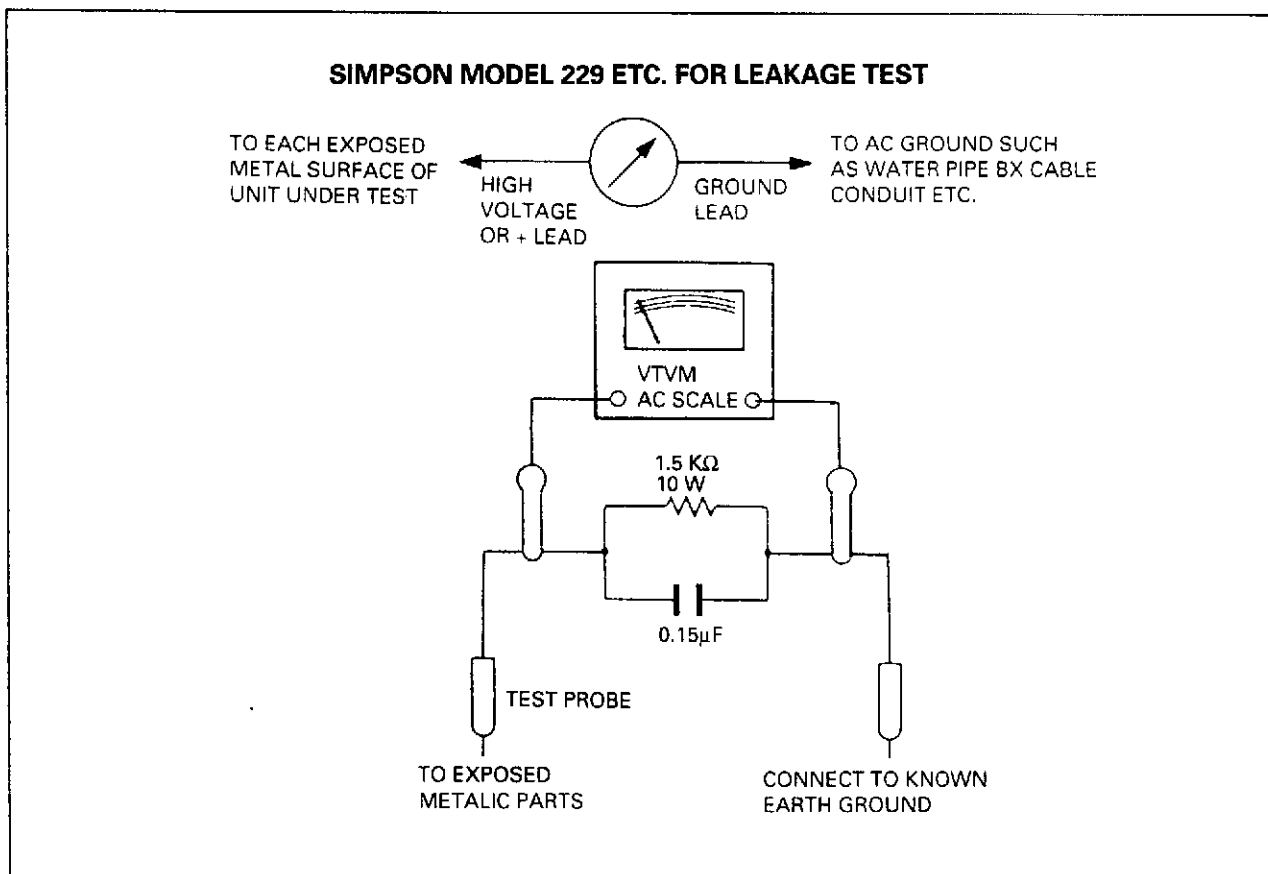 SIMPSON MODEL 229 ETC. FOR LEAKAGE TEST
TO EACH EXPOSED
METAL SURFACE OF
UNIT UNDER TEST
HIGH
VOLTAGE
OR + LEAD
GROUND
LEAD
TO AC GROUND SUCH
AS WATER PIPE BX CABLE
CONDUIT ETC.
VTVM
AC SCALE
1.5 KΩ
10 W
0.15µF
TEST PROBE
TO EXPOSED
METALIC PARTS
CONNECT TO KNOWN
EARTH GROUND